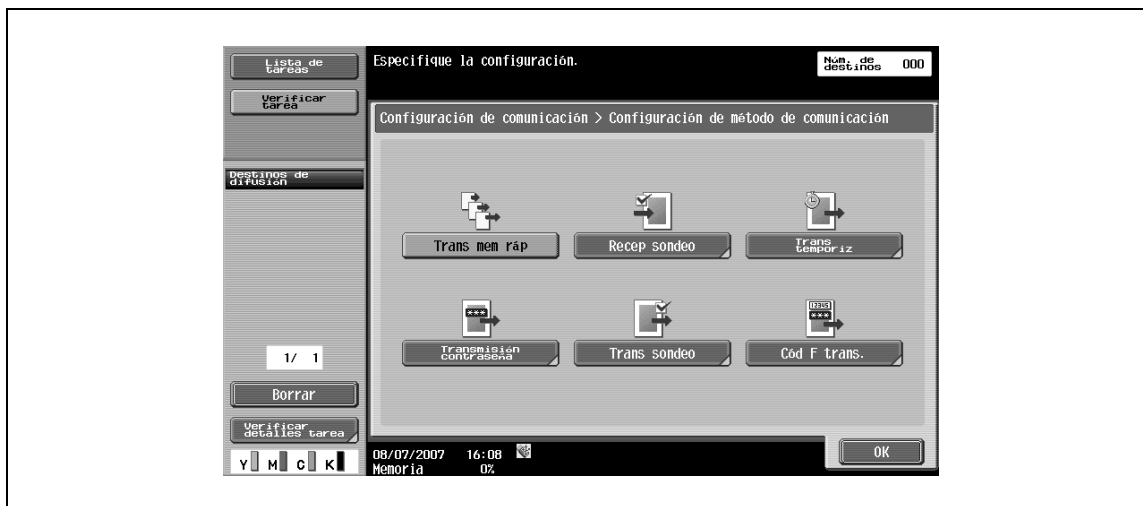 Lista de
tareas
Verificar
tarea
Destinos de
difusión
1/ 1
Borrar
Verificar
detalles tarea
Y M C K
Especifique la configuración.
Núm. de
destinos 000
Configuración de comunicación > Configuración de método de comunicación
Trans mem ráp
Recep sondeo
Trans
temporiz
***
12345
***
Transmisión
contraseña
Trans sondeo
Cód F trans.
08/07/2007 16:08
Memoria 0%
OK